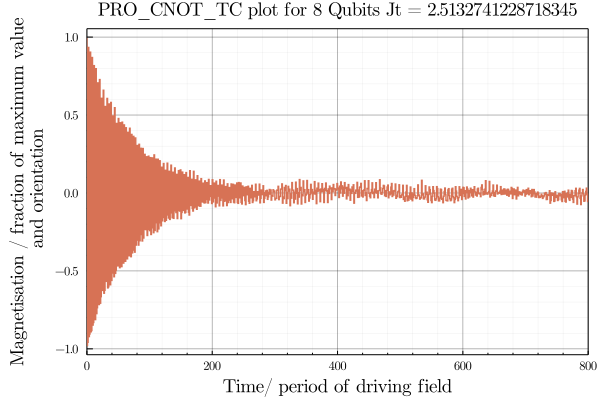 PRO_CNOT_TC plot for 8 Qubits Jt = 2.5132741228718345
Magnetisation / fraction of maximum value
and orientation
1.0
0.5
0.0
−0.5
−1.0
0
200
400
600
800
Time/ period of driving field